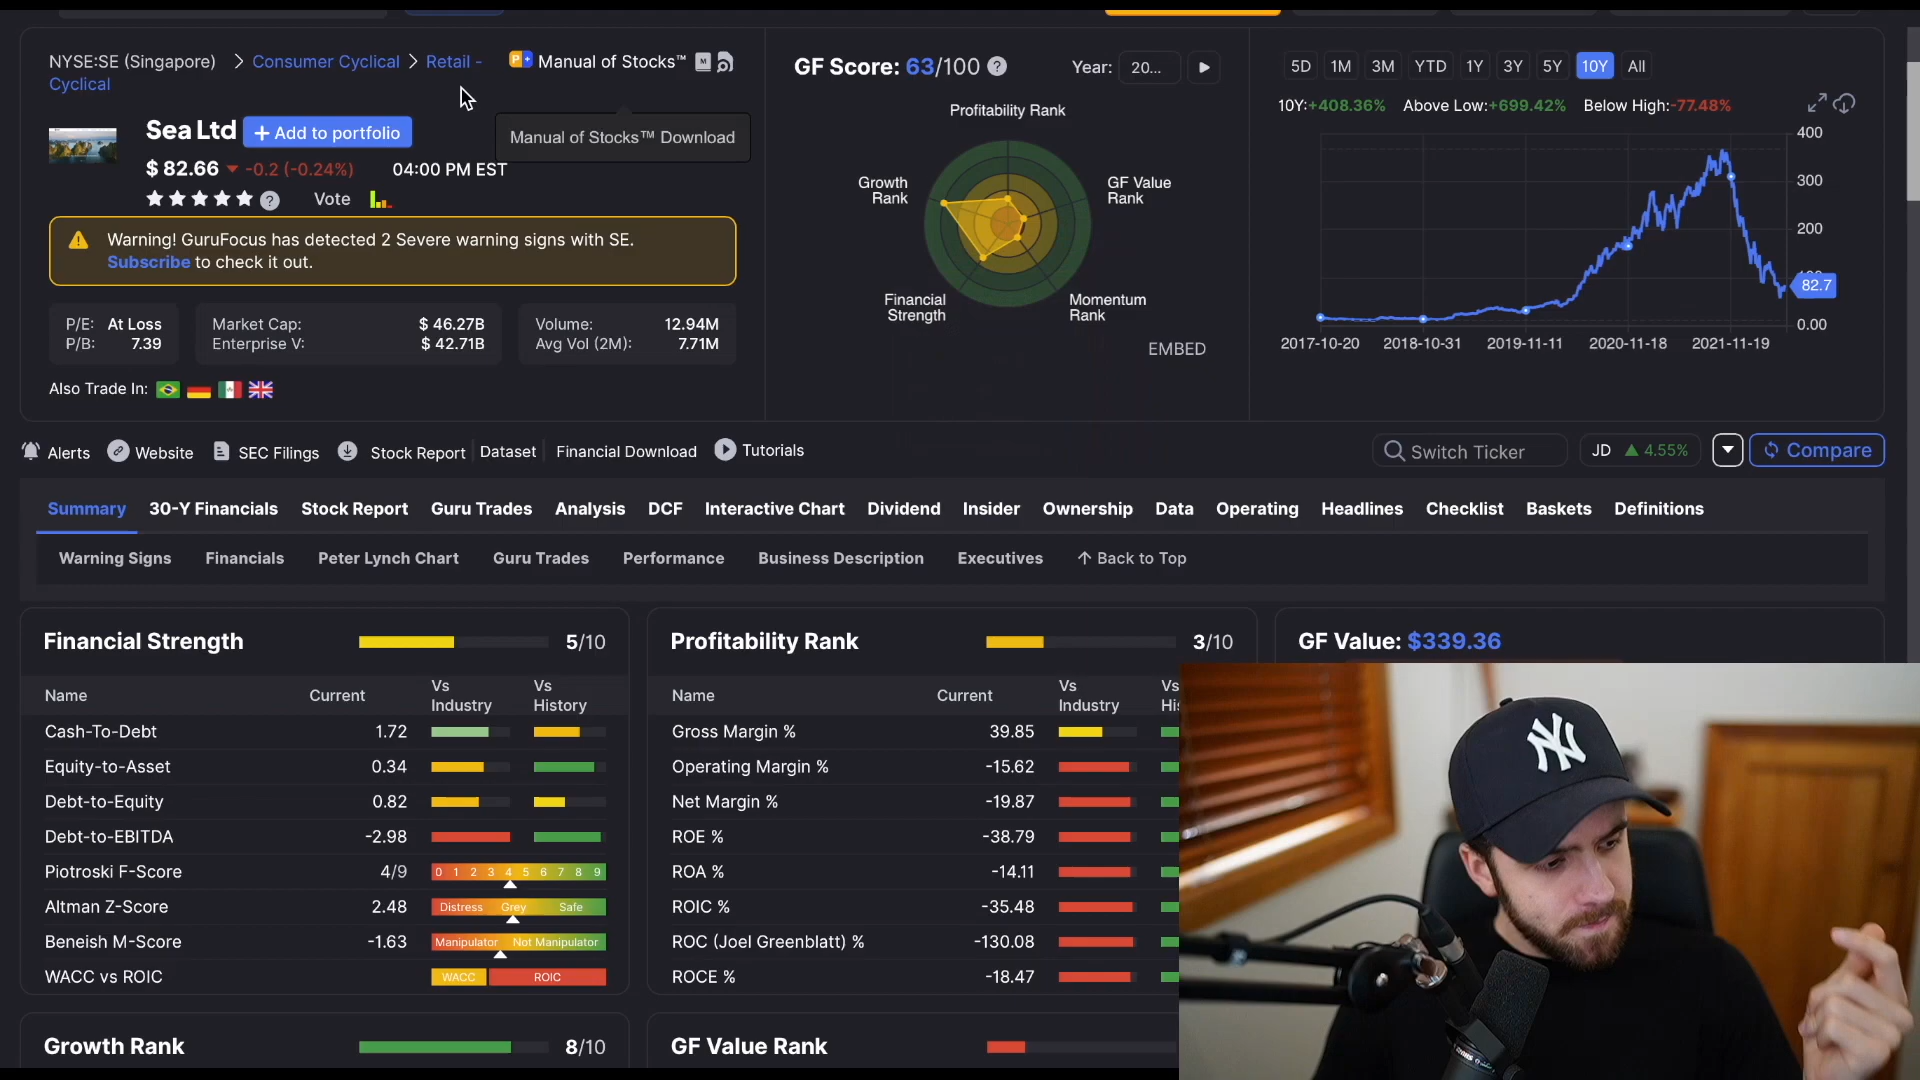 NYSE:SE (Singapore) > Consumer Cyclical > Retail -
Cyclical
P+ Manual of Stocks™ M
Manual of Stocks™ Download
Sea Ltd + Add to portfolio
$ 82.66 -0.2 (-0.24%) 04:00 PM EST
Vote
Warning! GuruFocus has detected 2 Severe warning signs with SE.
Subscribe to check it out.
P/E: At Loss
P/B: 7.39
Market Cap: $ 46.27B
Enterprise V: $ 42.71B
Volume: 12.94M
Avg Vol (2M): 7.71M
Also Trade In:
GF Score: 63/100 ?
Year: 20...
Profitability Rank
Growth
Rank
GF Value
Rank
Financial
Strength
Momentum
Rank
EMBED
5D 1M 3M YTD 1Y 3Y 5Y 10Y All
10Y:+408.36% Above Low:+699.42% Below High:-77.48%
400
300
200
82.7
0.00
2017-10-20 2018-10-31 2019-11-11 2020-11-18 2021-11-19
Alerts Website SEC Filings Stock Report Dataset Financial Download Tutorials
Switch Ticker JD 4.55% Compare
Summary 30-Y Financials Stock Report Guru Trades Analysis DCF Interactive Chart Dividend Insider Ownership Data Operating Headlines Checklist Baskets Definitions
Warning Signs Financials Peter Lynch Chart Guru Trades Performance Business Description Executives ↑ Back to Top
Financial Strength 5/10
Name Current Vs Industry Vs History
Cash-To-Debt 1.72
Equity-to-Asset 0.34
Debt-to-Equity 0.82
Debt-to-EBITDA -2.98
Piotroski F-Score 4/9 0 1 2 3 4 5 6 7 8 9
Altman Z-Score 2.48 Distress Grey Safe
Beneish M-Score -1.63 Manipulator Not Manipulator
WACC vs ROIC WACC ROIC
Growth Rank 8/10
Profitability Rank 3/10
Name Current Vs Industry Vs
Gross Margin % 39.85
Operating Margin % -15.62
Net Margin % -19.87
ROE % -38.79
ROA % -14.11
ROIC % -35.48
ROC (Joel Greenblatt) % -130.08
ROCE % -18.47
GF Value Rank
GF Value: $339.36
NY